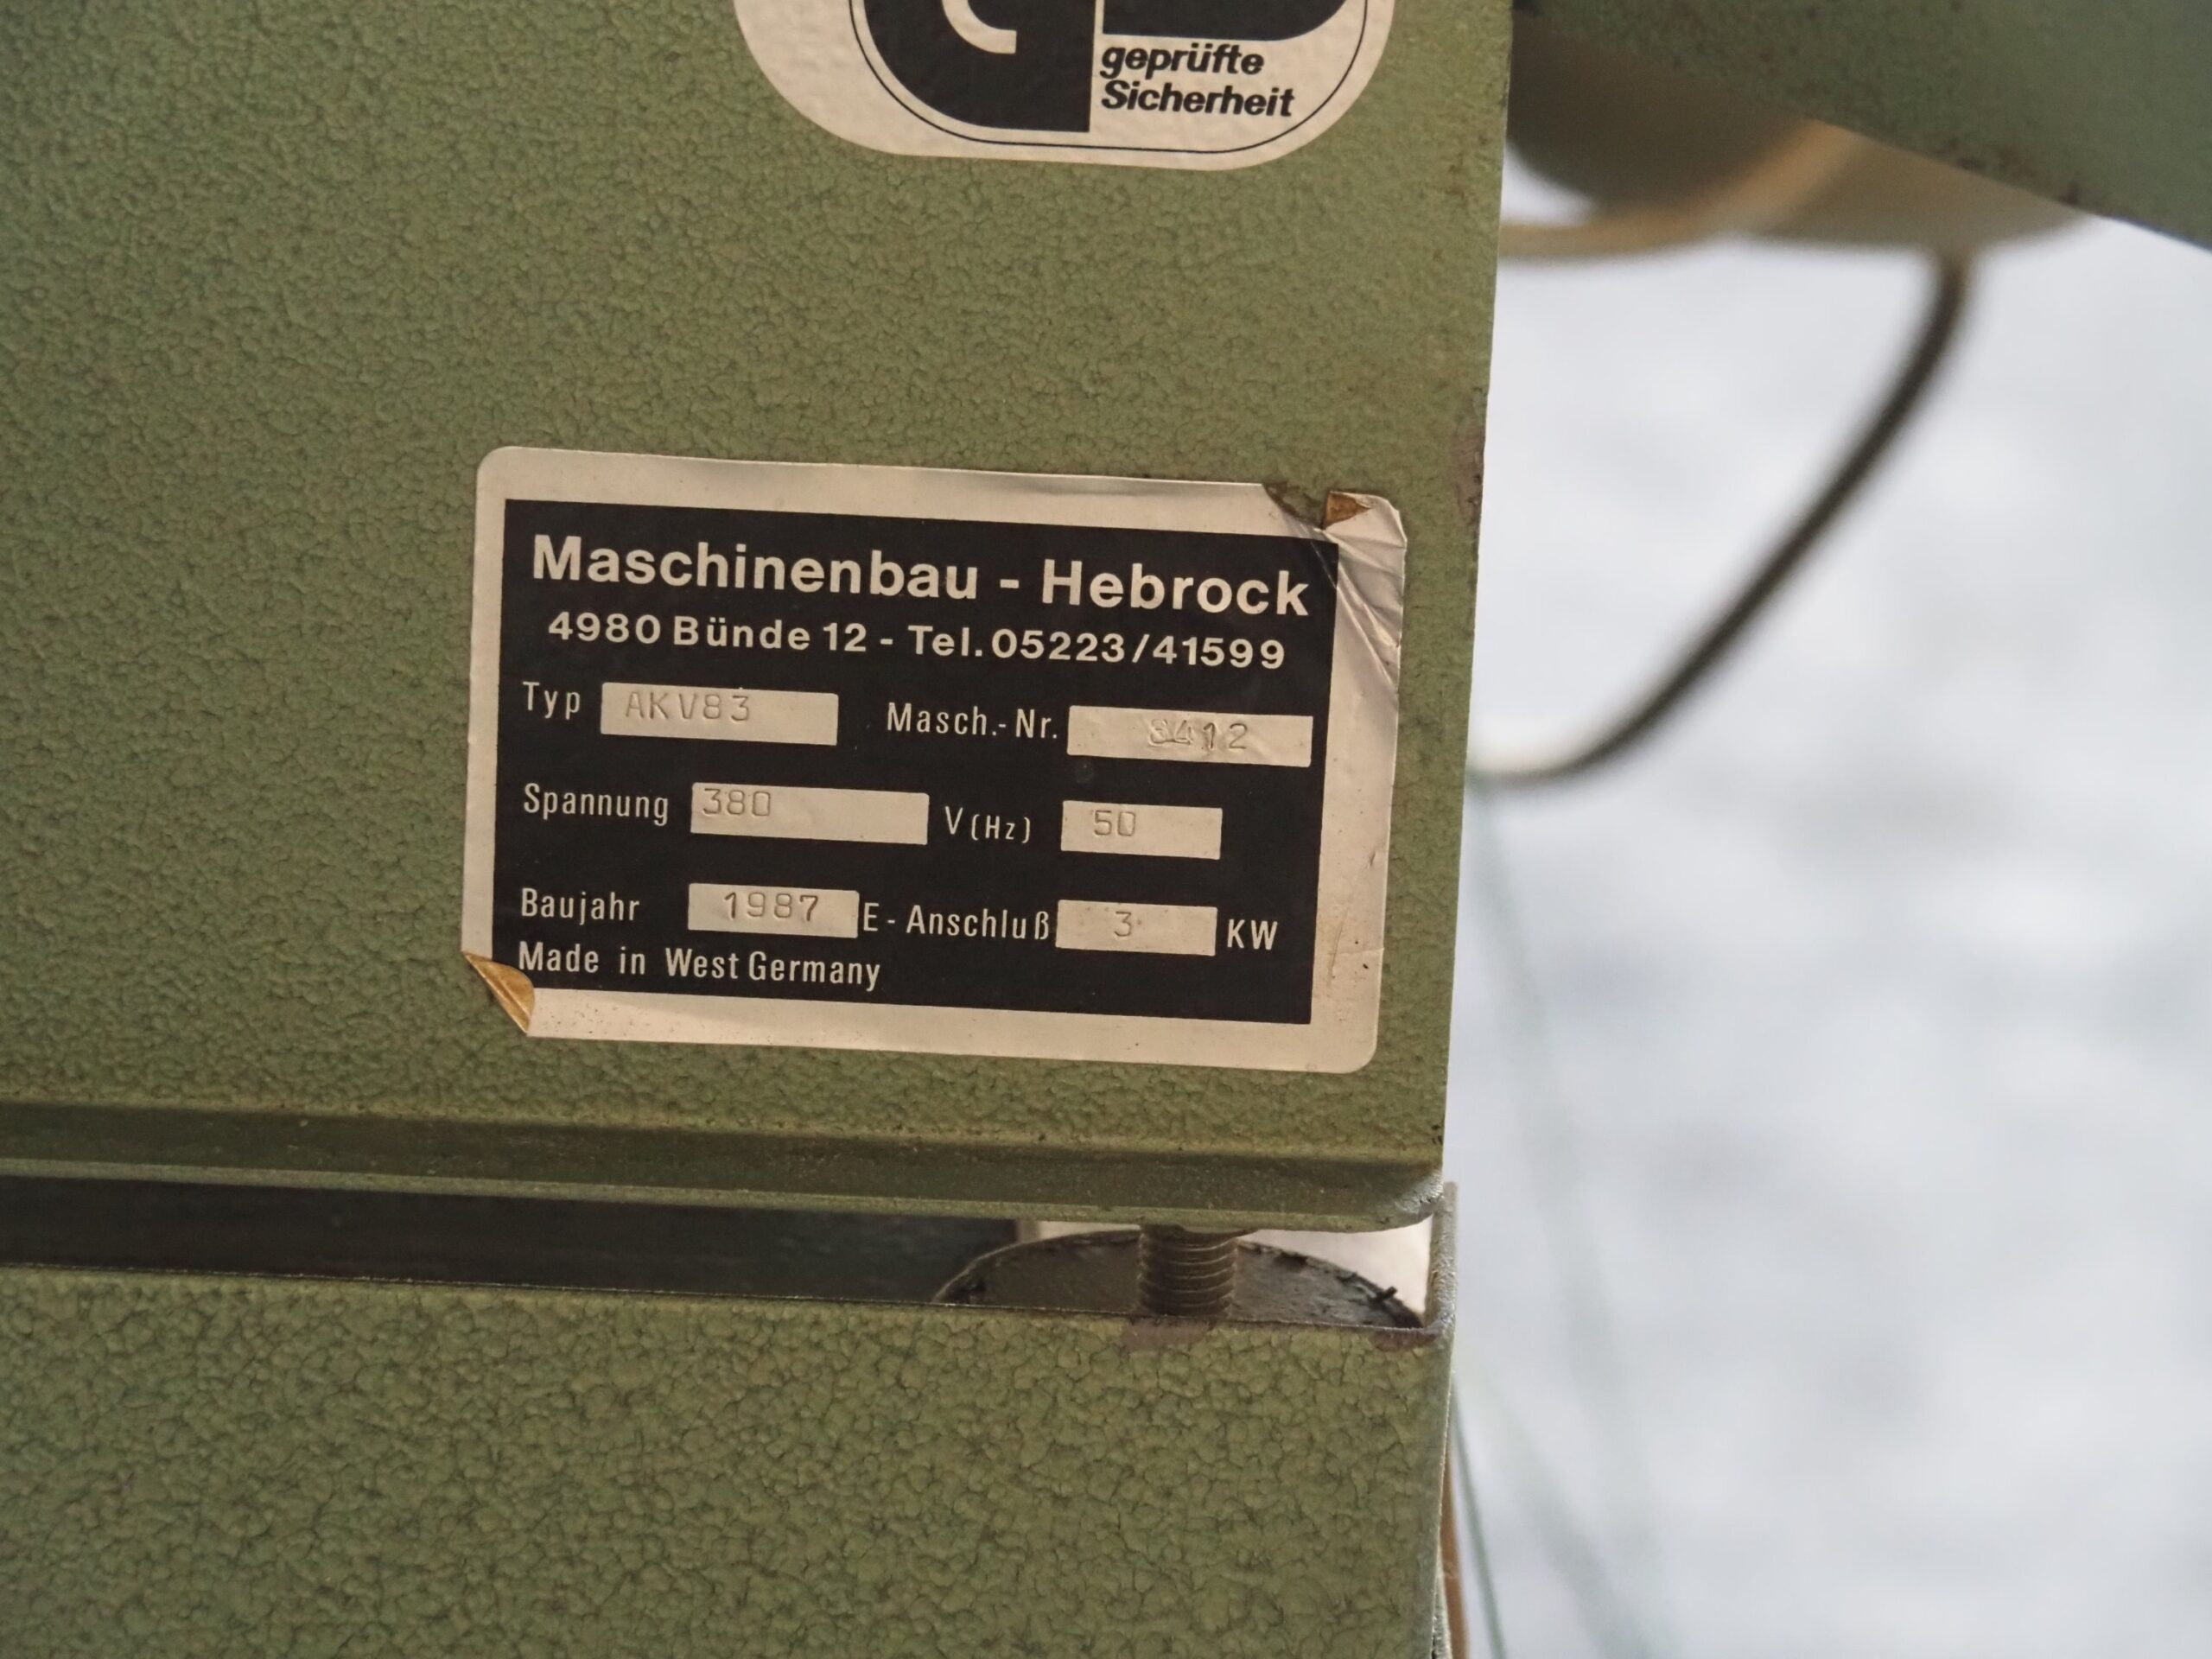 geprüfte
Sicherheit
Maschinenbau - Hebrock
4980 Bünde 12 - Tel. 05223/41599
Typ AKV83 Masch.-Nr.
Spannung 380 V (Hz) 50
Baujahr 1987 E-Anschluß 3 KW
Made in West Germany